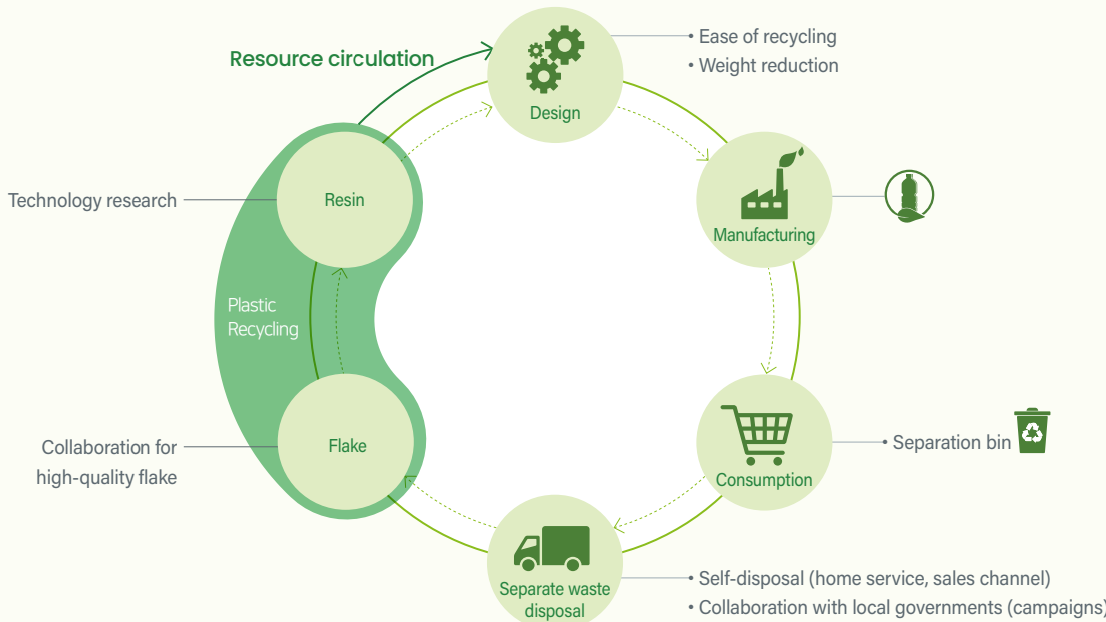 Resource circulation
Design
• Ease of recycling
• Weight reduction
Technology research
Resin
Manufacturing
Plastic
Recycling
Collaboration for
high-quality flake
Flake
Consumption
• Separation bin
Separate waste
disposal
• Self-disposal (home service, sales channel)
• Collaboration with local governments (campaigns)